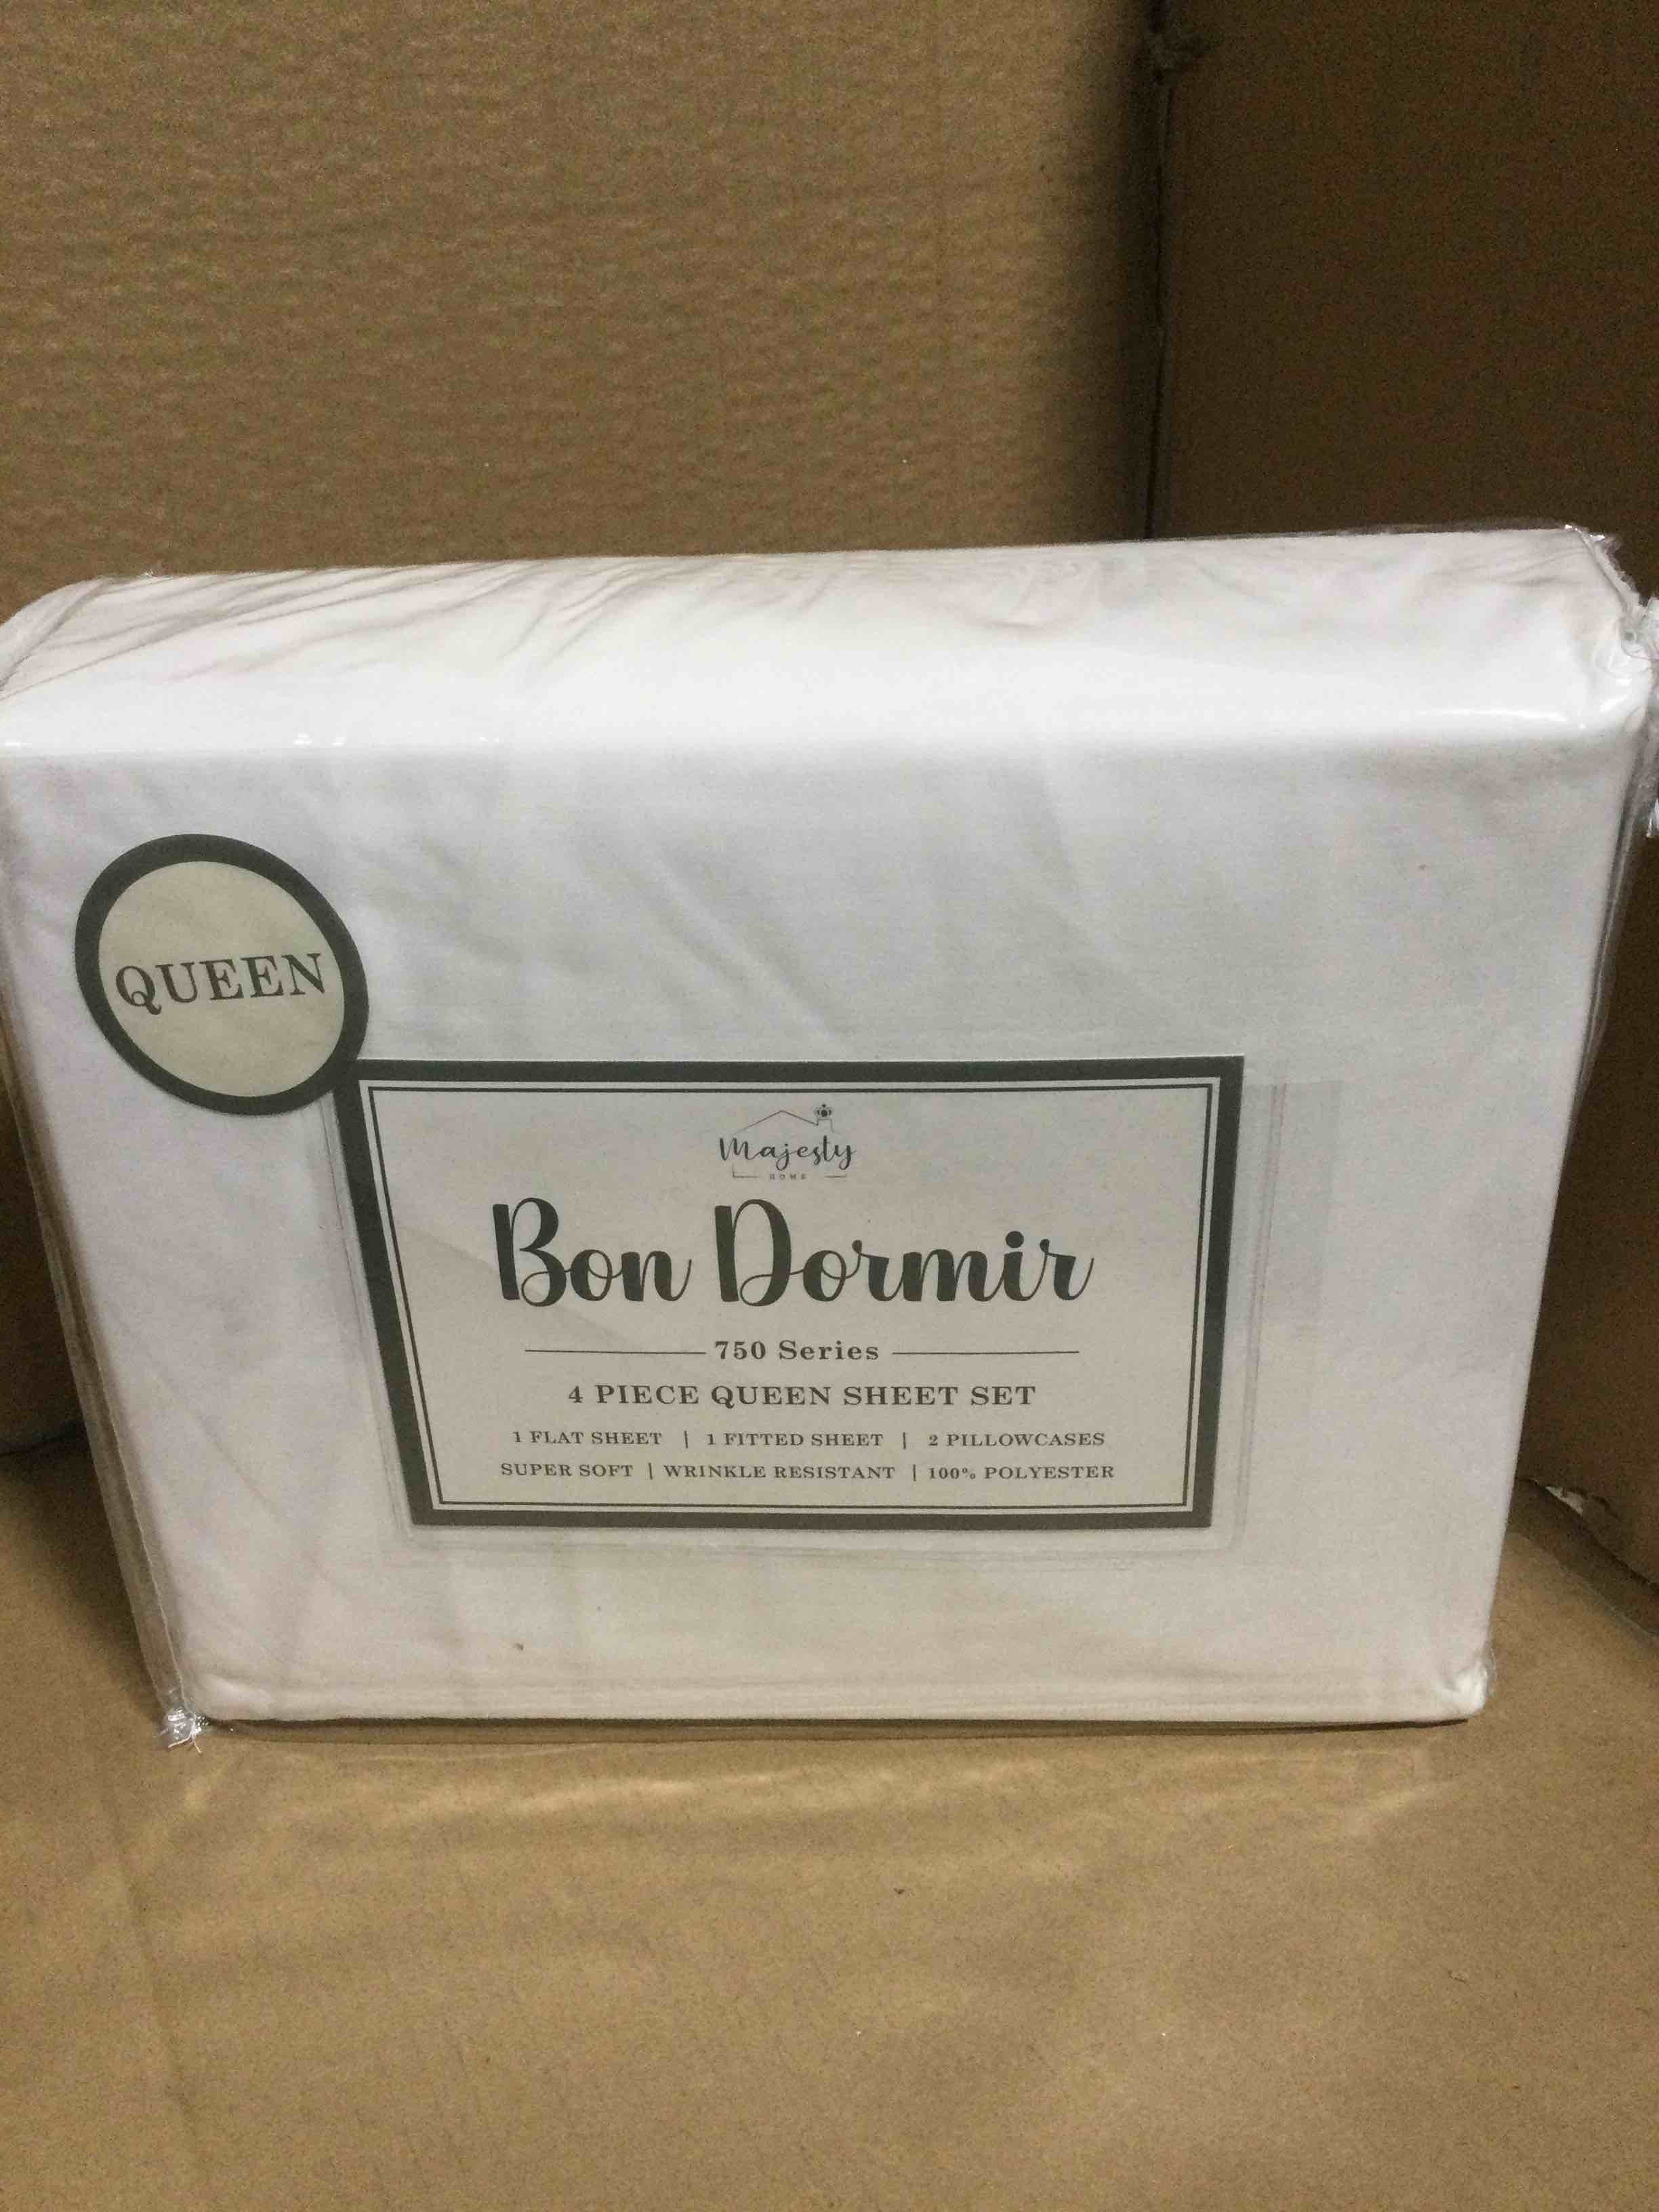 QUEEN
Majesty
HOME
Bon Dormir
750 Series
4 PIECE QUEEN SHEET SET
1 FLAT SHEET | 1 FITTED SHEET | 2 PILLOWCASES
SUPER SOFT | WRINKLE RESISTANT | 100% POLYESTER